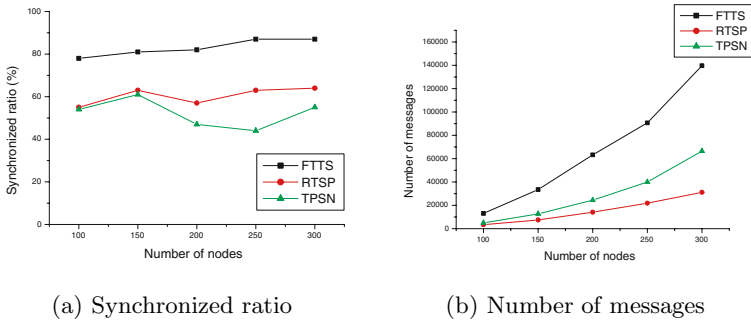 100
80
60
40
20
0
Synchronized ratio (%)
FTTS
RTSP
TPSN
100 150 200 250 300
Number of nodes
(a) Synchronized ratio
FTTS
RTSP
TPSN
160000
140000
120000
100000
80000
60000
40000
20000
0
Number of messages
100 150 200 250 300
Number of nodes
(b) Number of messages